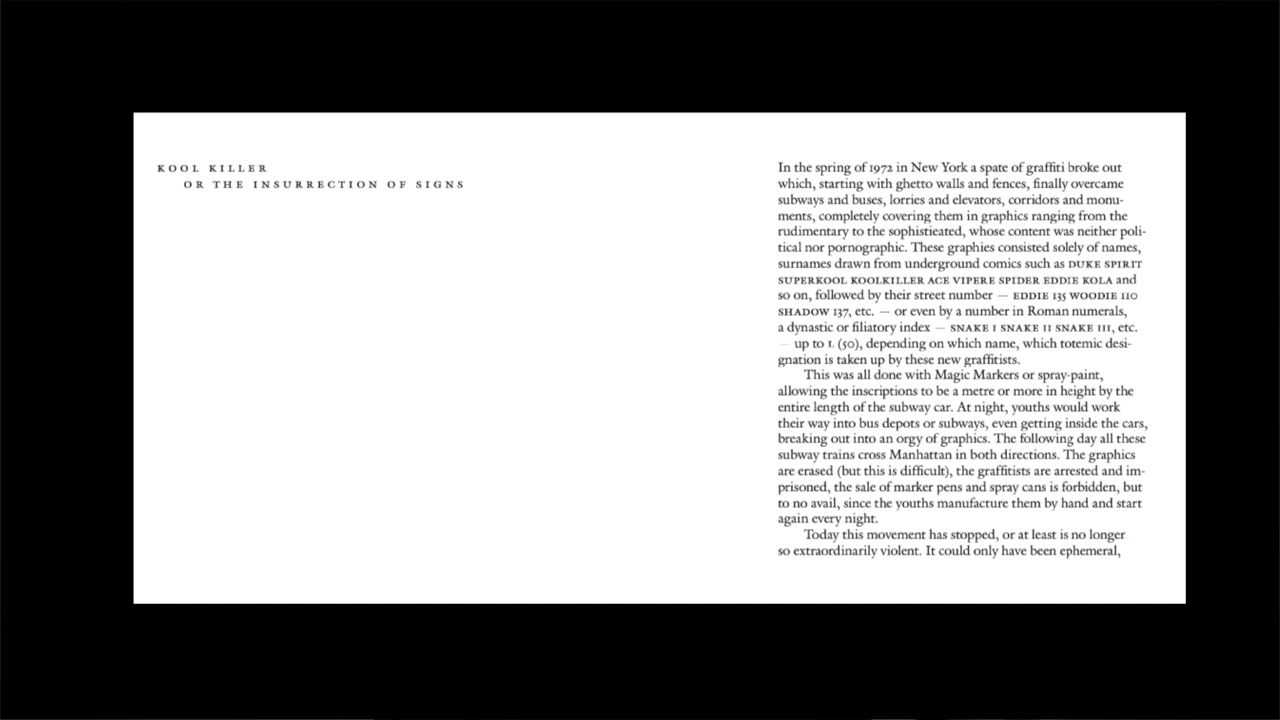 KOOL KILLER
OR THE INSURRECTION OF SIGNS
In the spring of 1972 in New York a spate of graffiti broke out
which, starting with ghetto walls and fences, finally overcame
subways and buses, lorries and elevators, corridors and monu-
ments, completely covering them in graphics ranging from the
rudimentary to the sophistieated, whose content was neither poli-
tical nor pornographic. These graphies consisted solely of names,
surnames drawn from underground comics such as DUKE SPIRIT
SUPERKOOL KOOLKILLER ACE VIPERE SPIDER EDDIE KOLA and
so on, followed by their street number — EDDIE 135 WOODIE 110
SHADOW 137, etc. — or even by a number in Roman numerals,
a dynastic or filiatory index — SNAKE I SNAKE II SNAKE III, etc.
— up to L (50), depending on which name, which totemic desi-
gnation is taken up by these new graffitists.
This was all done with Magic Markers or spray-paint,
allowing the inscriptions to be a metre or more in height by the
entire length of the subway car. At night, youths would work
their way into bus depots or subways, even getting inside the cars,
breaking out into an orgy of graphics. The following day all these
subway trains cross Manhattan in both directions. The graphics
are erased (but this is difficult), the graffitists are arrested and im-
prisoned, the sale of marker pens and spray cans is forbidden, but
to no avail, since the youths manufacture them by hand and start
again every night.
Today this movement has stopped, or at least is no longer
so extraordinarily violent. It could only have been ephemeral,